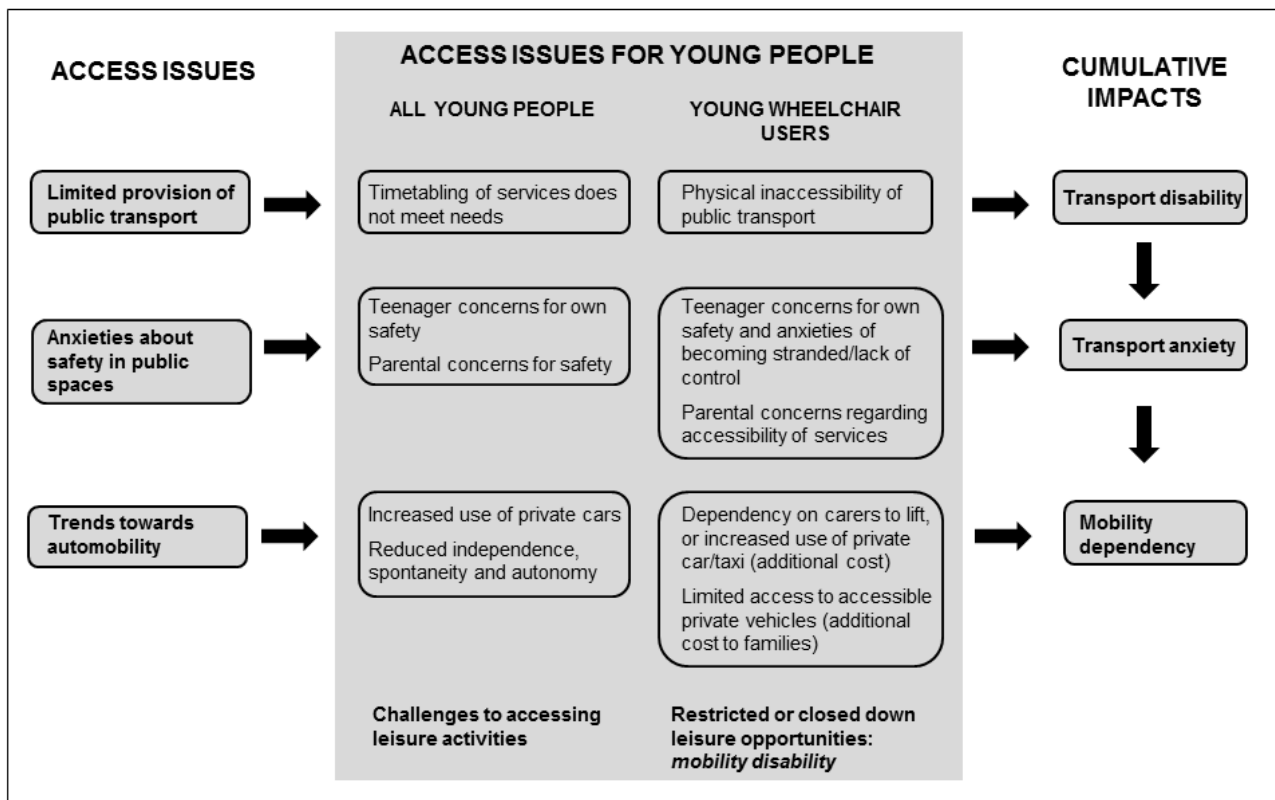 ACCESS ISSUES
ACCESS ISSUES FOR YOUNG PEOPLE
CUMULATIVE
IMPACTS
ALL YOUNG PEOPLE
YOUNG WHEELCHAIR
USERS
Limited provision of
public transport
Timetabling of services does
not meet needs
Physical inaccessibility of
public transport
Transport disability
Anxieties about
safety in public
spaces
Teenager concerns for own
safety
Parental concerns for safety
Teenager concerns for own
safety and anxieties of
becoming stranded/lack of
control
Parental concerns regarding
accessibility of services
Transport anxiety
Trends towards
automobility
Increased use of private cars
Reduced independence,
spontaneity and autonomy
Dependency on carers to lift,
or increased use of private
car/taxi (additional cost)
Limited access to accessible
private vehicles (additional
cost to families)
Mobility
dependency
Challenges to accessing
leisure activities
Restricted or closed down
leisure opportunities:
mobility disability